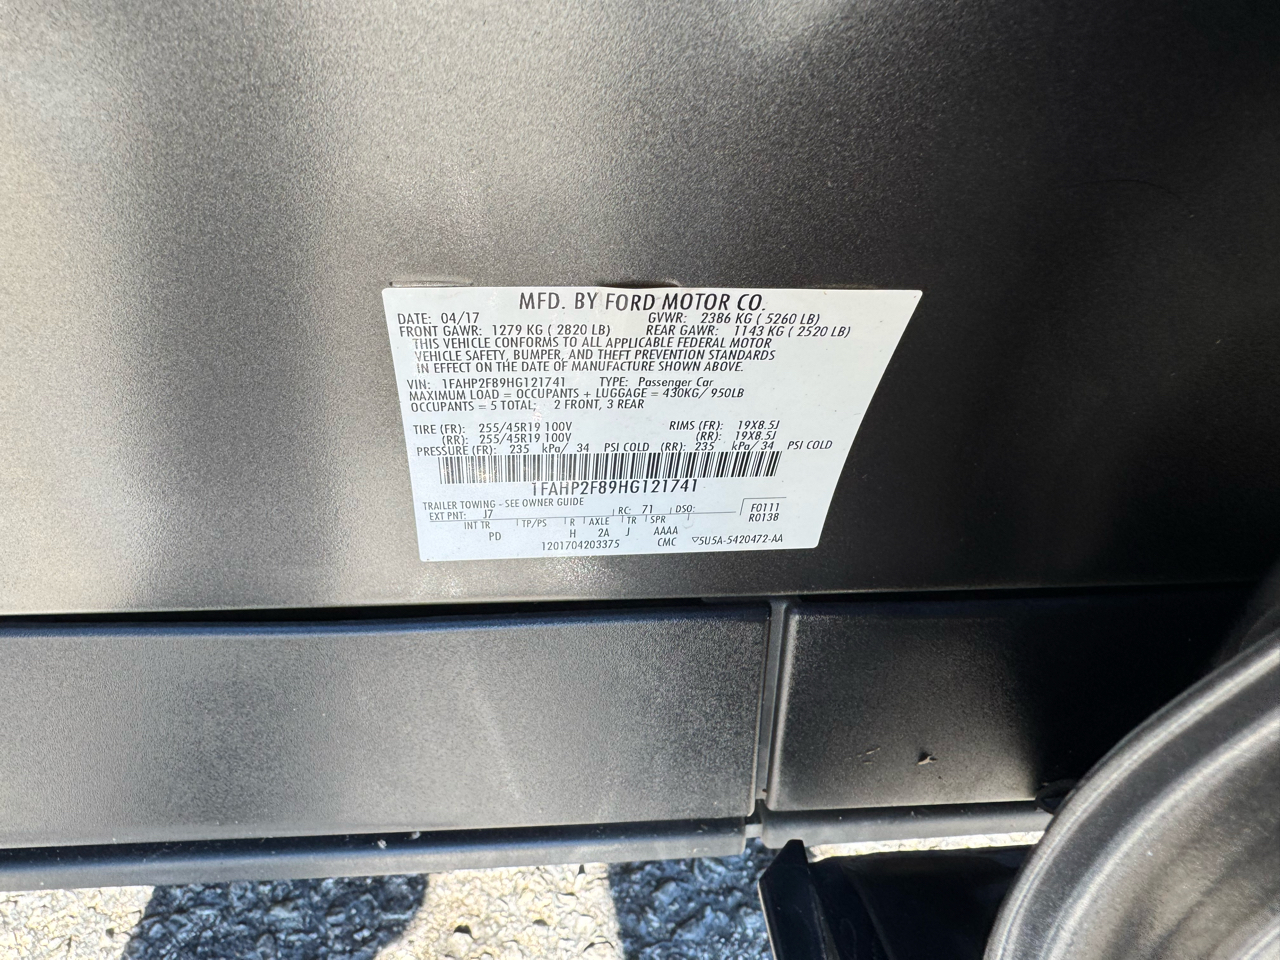 MFD. BY FORD MOTOR CO.
DATE: 04/17 GVWR: 2386 KG ( 5260 LB)
FRONT GAWR: 1279 KG ( 2820 LB) REAR GAWR: 1143 KG ( 2520 LB)
THIS VEHICLE CONFORMS TO ALL APPLICABLE FEDERAL MOTOR
VEHICLE SAFETY, BUMPER, AND THEFT PREVENTION STANDARDS
IN EFFECT ON THE DATE OF MANUFACTURE SHOWN ABOVE.
VIN: 1FAHP2F89HG121741 TYPE: Passenger Car
MAXIMUM LOAD = OCCUPANTS + LUGGAGE = 430KG/ 950LB
OCCUPANTS = 5 TOTAL; 2 FRONT, 3 REAR
TIRE (FR): 255/45R19 100V RIMS (FR): 19X8.5J
(RR): 255/45R19 100V (RR): 19X8.5J
PRESSURE (FR): 235 kPa/ 34 PSI COLD (RR): 235 kPa/ 34 PSI COLD
1FAHP2F89HG121741
TRAILER TOWING - SEE OWNER GUIDE
EXT PNT: J7 RC: 71 DSO: F0111
INT TR TP/PS R AXLE TR SPR R0138
PD H 2A J AAAA
1201704203375 CMC 5U5A-5420472-AA